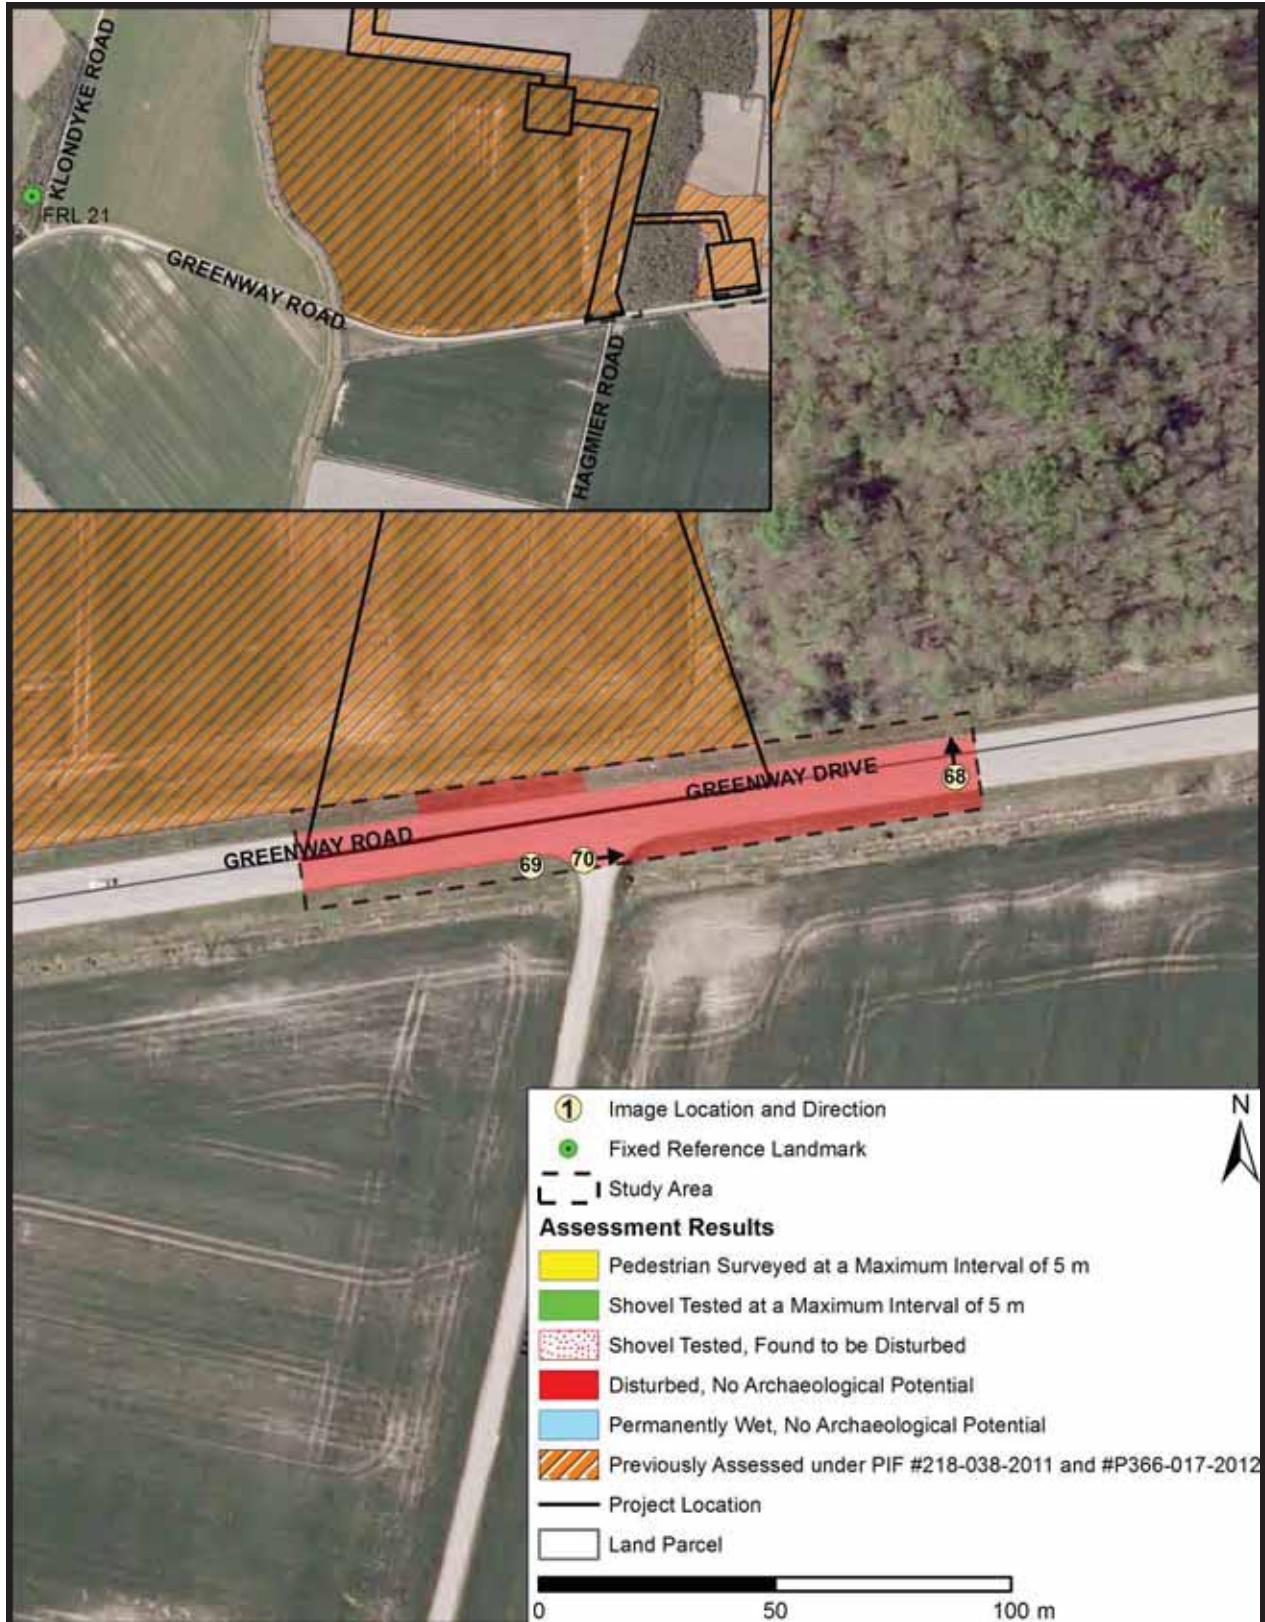 KLONDYKE ROAD
FRL 21
GREENWAY ROAD
HAGMIER ROAD
GREENWAY DRIVE
68
GREENWAY ROAD
69
70
1 Image Location and Direction
N
Fixed Reference Landmark
Study Area
Assessment Results
Pedestrian Surveyed at a Maximum Interval of 5 m
Shovel Tested at a Maximum Interval of 5 m
Shovel Tested, Found to be Disturbed
Disturbed, No Archaeological Potential
Permanently Wet, No Archaeological Potential
Previously Assessed under PIF #218-038-2011 and #P366-017-2012
Project Location
Land Parcel
0 50 100 m